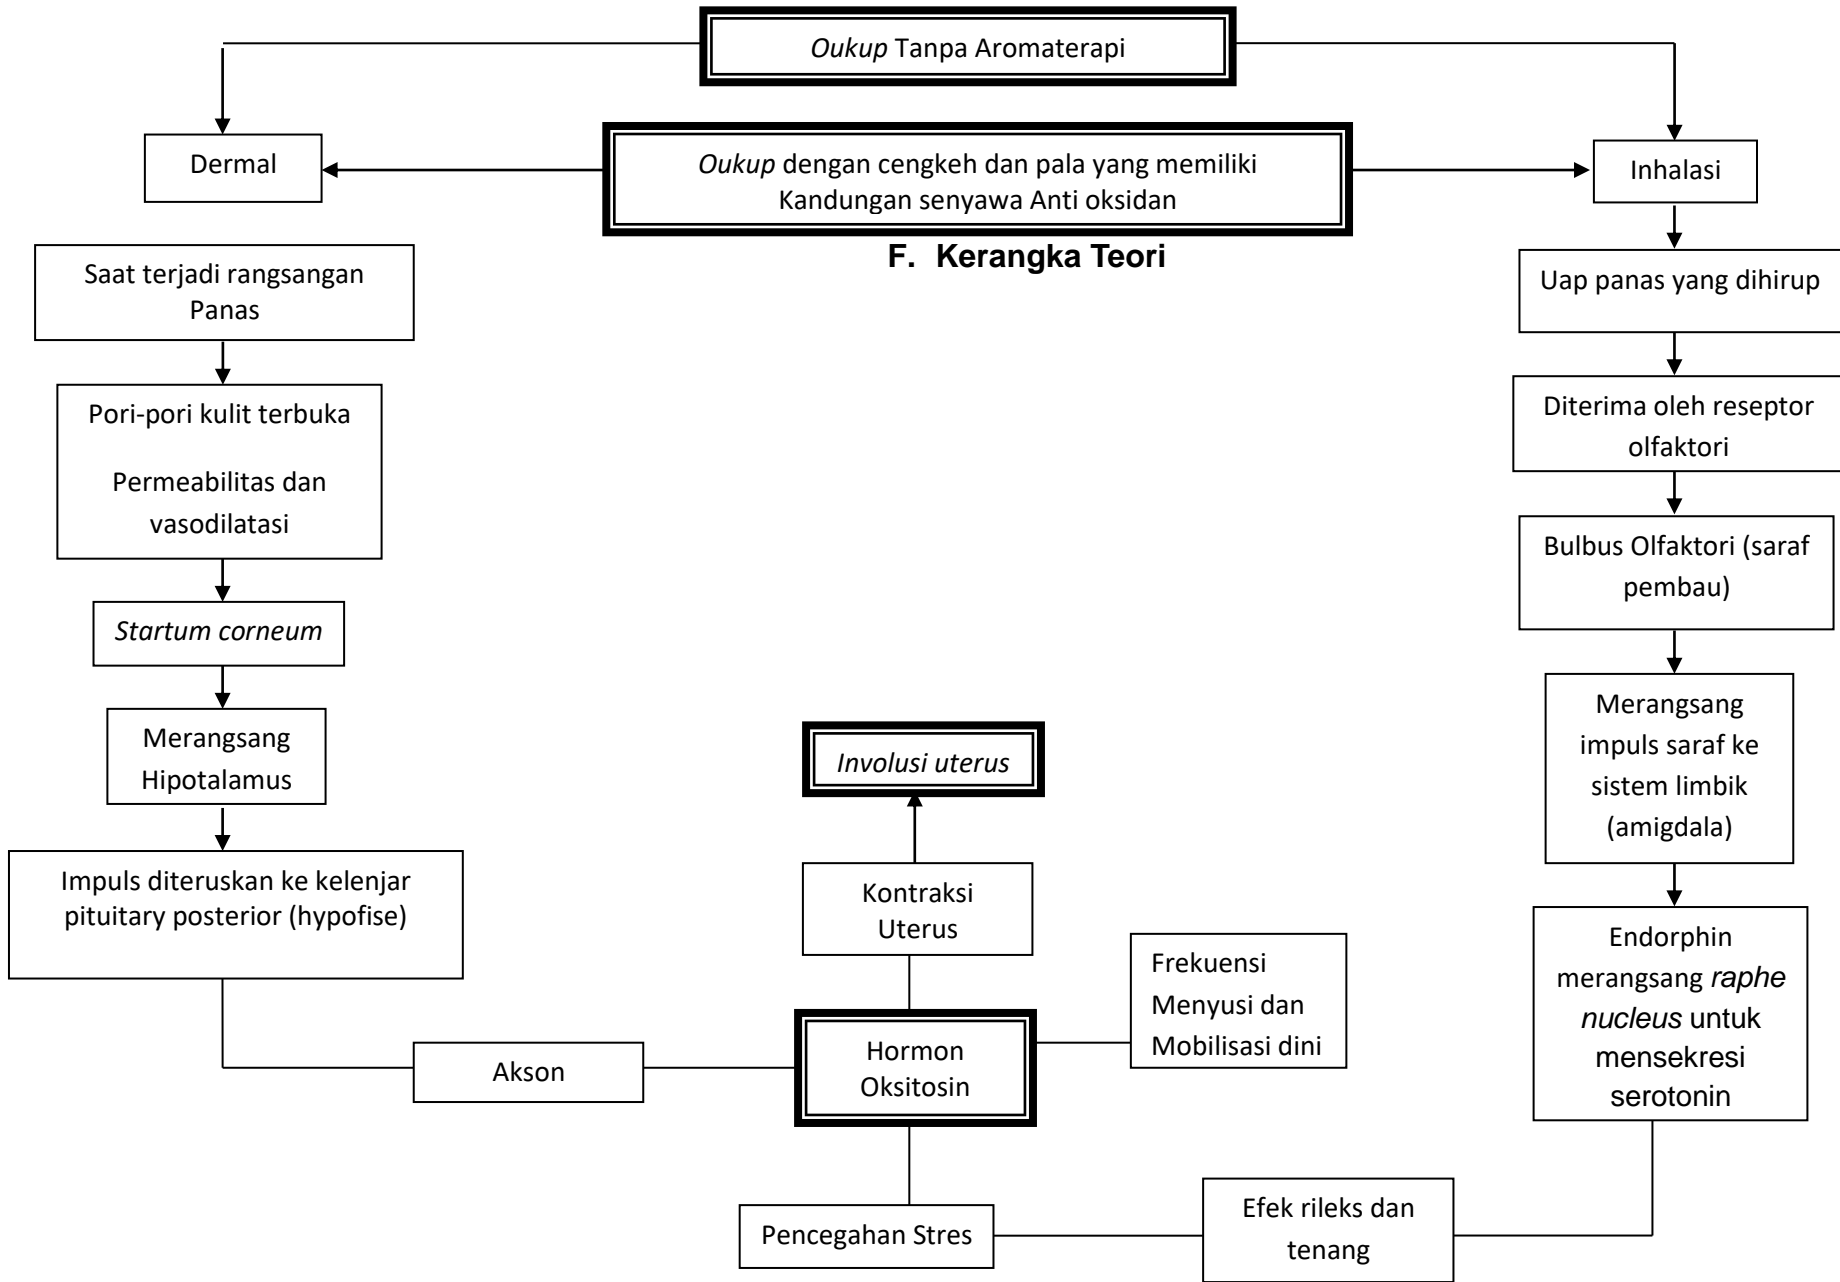 Oukup Tanpa Aromaterapi
Dermal
Oukup dengan cengkeh dan pala yang memiliki
Kandungan senyawa Anti oksidan
Inhalasi
F. Kerangka Teori
Saat terjadi rangsangan
Panas
Pori-pori kulit terbuka
Permeabilitas dan
vasodilatasi
Startum corneum
Merangsang
Hipotalamus
Impuls diteruskan ke kelenjar
pituitary posterior (hypofise)
Akson
Involusi uterus
Kontraksi
Uterus
Hormon
Oksitosin
Frekuensi
Menyusi dan
Mobilisasi dini
Pencegahan Stres
Uap panas yang dihirup
Diterima oleh reseptor
olfaktori
Bulbus Olfaktori (saraf
pembau)
Merangsang
impuls saraf ke
sistem limbik
(amigdala)
Endorphin
merangsang raphe
nucleus untuk
mensekresi
serotonin
Efek rileks dan
tenang